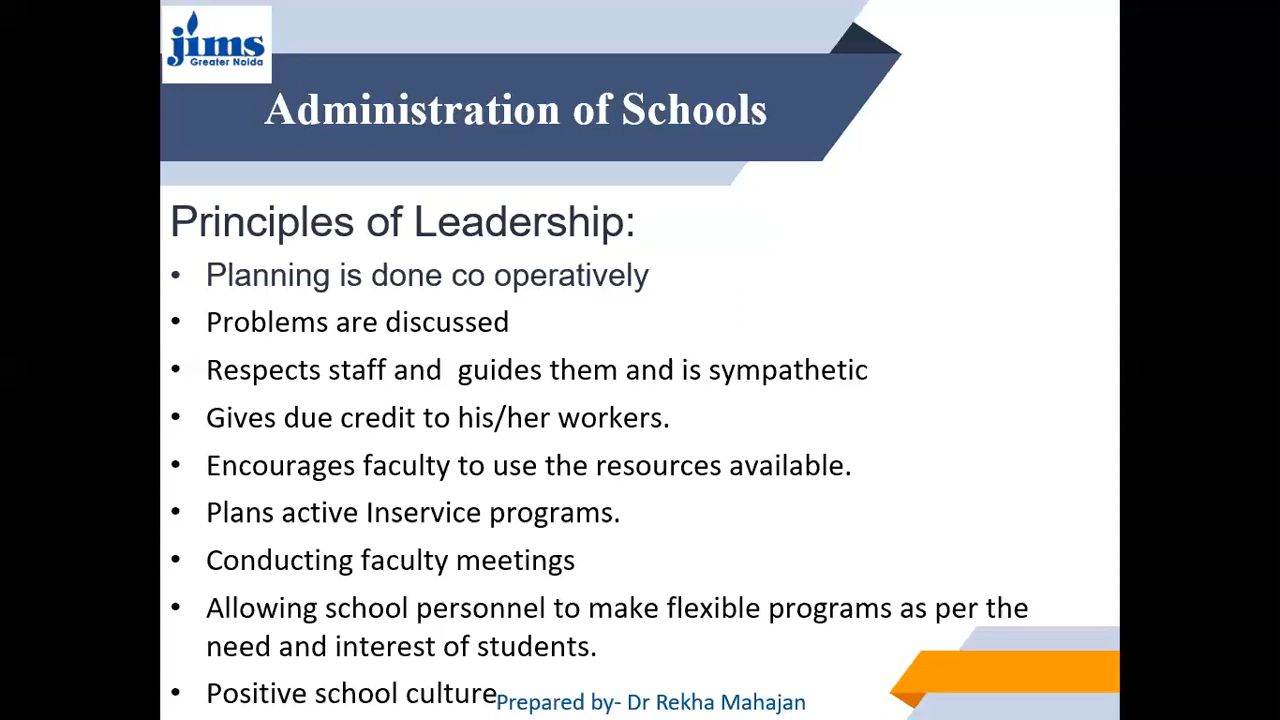 jims
Greater Noida
Administration of Schools
Principles of Leadership:
• Planning is done co operatively
• Problems are discussed
• Respects staff and  guides them and is sympathetic
• Gives due credit to his/her workers.
• Encourages faculty to use the resources available.
• Plans active Inservice programs.
• Conducting faculty meetings
• Allowing school personnel to make flexible programs as per the
need and interest of students.
• Positive school culture
Prepared by- Dr Rekha Mahajan